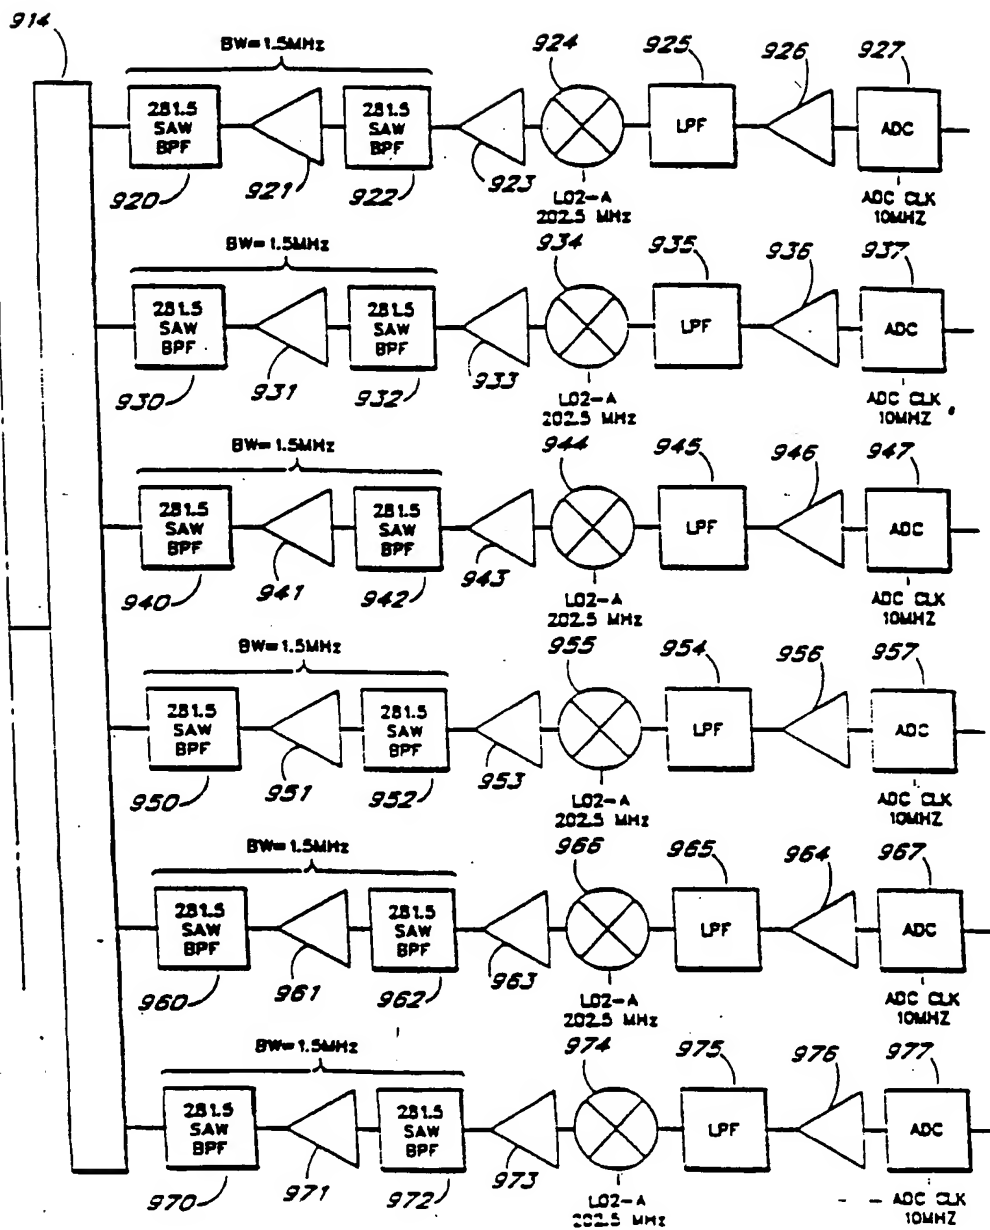 914
924
925
926
927
BW=1.5MHz
281.5
SAW
BPF
281.5
SAW
BPF
LPF
ADC
920
921
922
923
LO2-A
202.5 MHz
ADC CLK
10MHZ
934
935
936
937
BW=1.5MHz
281.5
SAW
BPF
281.5
SAW
BPF
LPF
ADC
930
931
932
933
LO2-A
202.5 MHz
ADC CLK
10MHZ
944
945
946
947
BW=1.5MHz
281.5
SAW
BPF
281.5
SAW
BPF
LPF
ADC
940
941
942
943
LO2-A
202.5 MHz
ADC CLK
10MHZ
955
954
956
957
BW=1.5MHz
281.5
SAW
BPF
281.5
SAW
BPF
LPF
ADC
950
951
952
953
LO2-A
202.5 MHz
ADC CLK
10MHZ
966
965
964
967
BW=1.5MHz
281.5
SAW
BPF
281.5
SAW
BPF
LPF
ADC
960
961
962
963
LO2-A
202.5 MHz
ADC CLK
10MHZ
974
975
976
977
BW=1.5MHz
281.5
SAW
BPF
281.5
SAW
BPF
LPF
ADC
970
971
972
973
LO2-A
202.5 MHz
ADC CLK
10MHZ